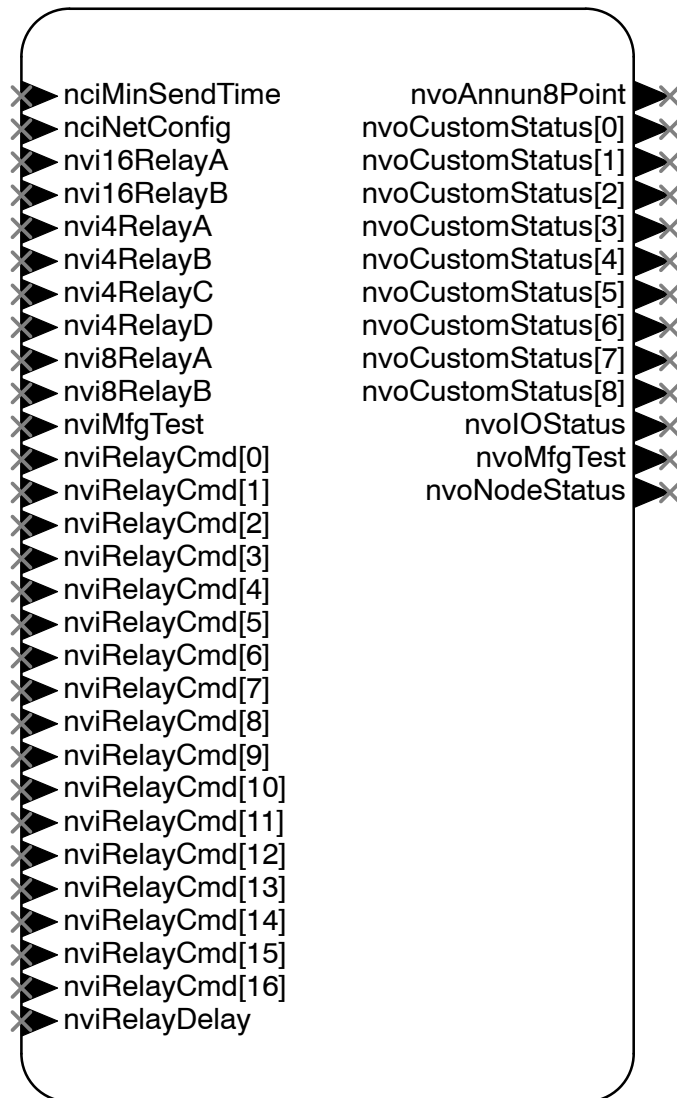 nciMinSendTime
nciNetConfig
nvi16RelayA
nvi16RelayB
nvi4RelayA
nvi4RelayB
nvi4RelayC
nvi4RelayD
nvi8RelayA
nvi8RelayB
nviMfgTest
nviRelayCmd[0]
nviRelayCmd[1]
nviRelayCmd[2]
nviRelayCmd[3]
nviRelayCmd[4]
nviRelayCmd[5]
nviRelayCmd[6]
nviRelayCmd[7]
nviRelayCmd[8]
nviRelayCmd[9]
nviRelayCmd[10]
nviRelayCmd[11]
nviRelayCmd[12]
nviRelayCmd[13]
nviRelayCmd[14]
nviRelayCmd[15]
nviRelayCmd[16]
nviRelayDelay
nvoAnnun8Point
nvoCustomStatus[0]
nvoCustomStatus[1]
nvoCustomStatus[2]
nvoCustomStatus[3]
nvoCustomStatus[4]
nvoCustomStatus[5]
nvoCustomStatus[6]
nvoCustomStatus[7]
nvoCustomStatus[8]
nvoIOStatus
nvoMfgTest
nvoNodeStatus